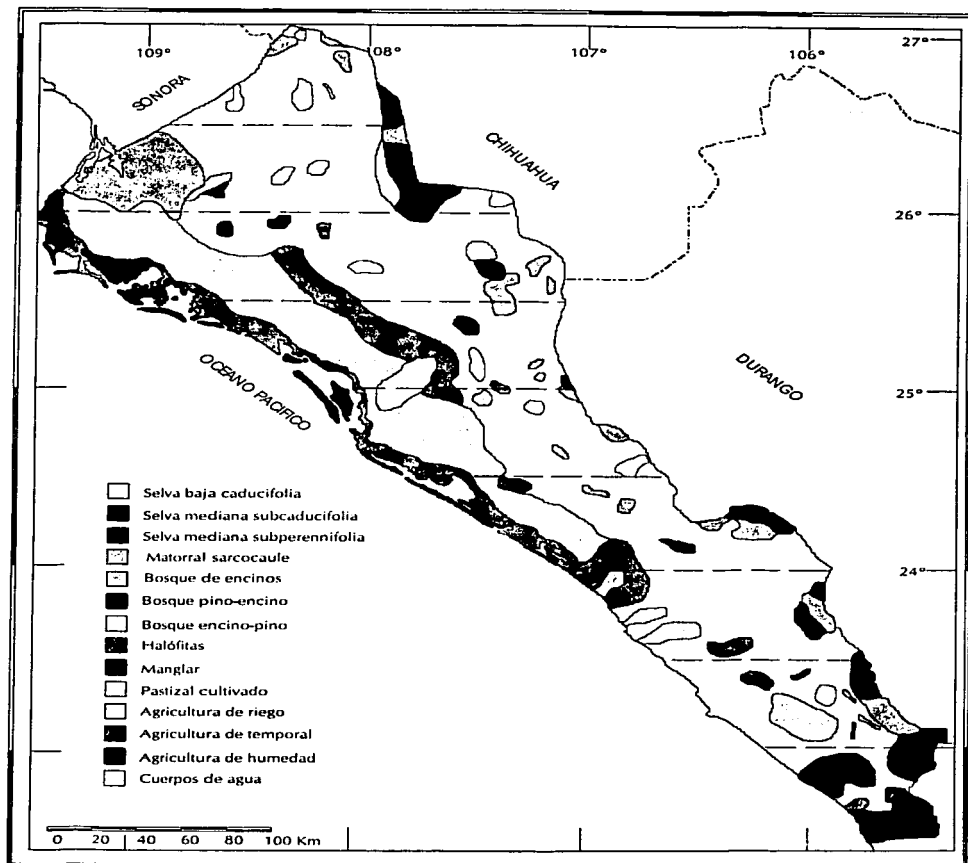 109°
108°
107°
106°
27°
SONORA
CHIHUAHUA
26°
OCEANO PACIFICO
DURANGO
25°
24°
Selva baja caducifolia
Selva mediana subcaducifolia
Selva mediana subperennifolia
Matorral sarcocaule
Bosque de encinos
Bosque pino-encino
Bosque encino-pino
Halófitas
Manglar
Pastizal cultivado
Agricultura de riego
Agricultura de temporal
Agricultura de humedad
Cuerpos de agua
0 20 40 60 80 100 Km